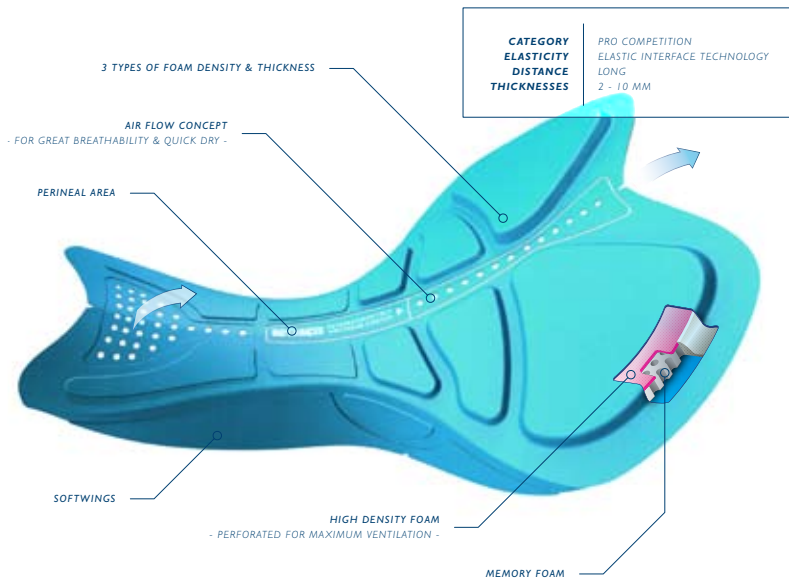 CATEGORY PRO COMPETITION
ELASTICITY ELASTIC INTERFACE TECHNOLOGY
DISTANCE LONG
THICKNESSES 2 - 10 MM
3 TYPES OF FOAM DENSITY & THICKNESS
AIR FLOW CONCEPT
- FOR GREAT BREATHABILITY & QUICK DRY -
PERINEAL AREA
SOFTWINGS
HIGH DENSITY FOAM
- PERFORATED FOR MAXIMUM VENTILATION -
MEMORY FOAM